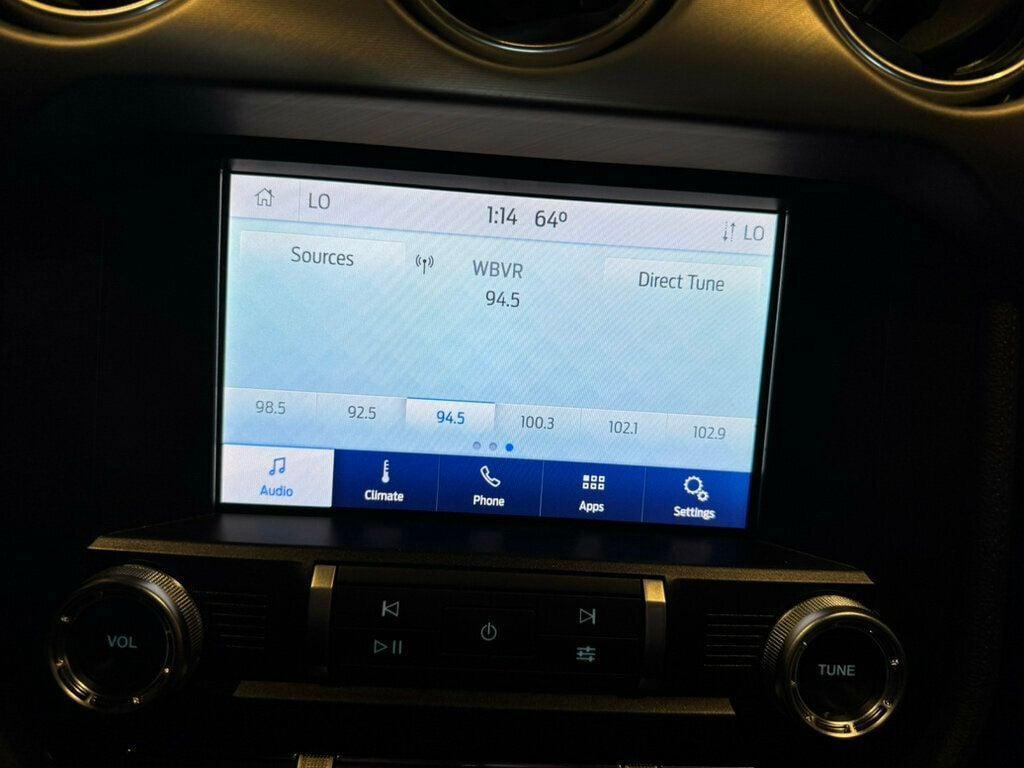 LO
1:14 64°
LO
Sources
WBVR
Direct Tune
94.5
98.5
92.5
94.5
100.3
102.1
102.9
Audio
Climate
Phone
Apps
Settings
VOL
TUNE